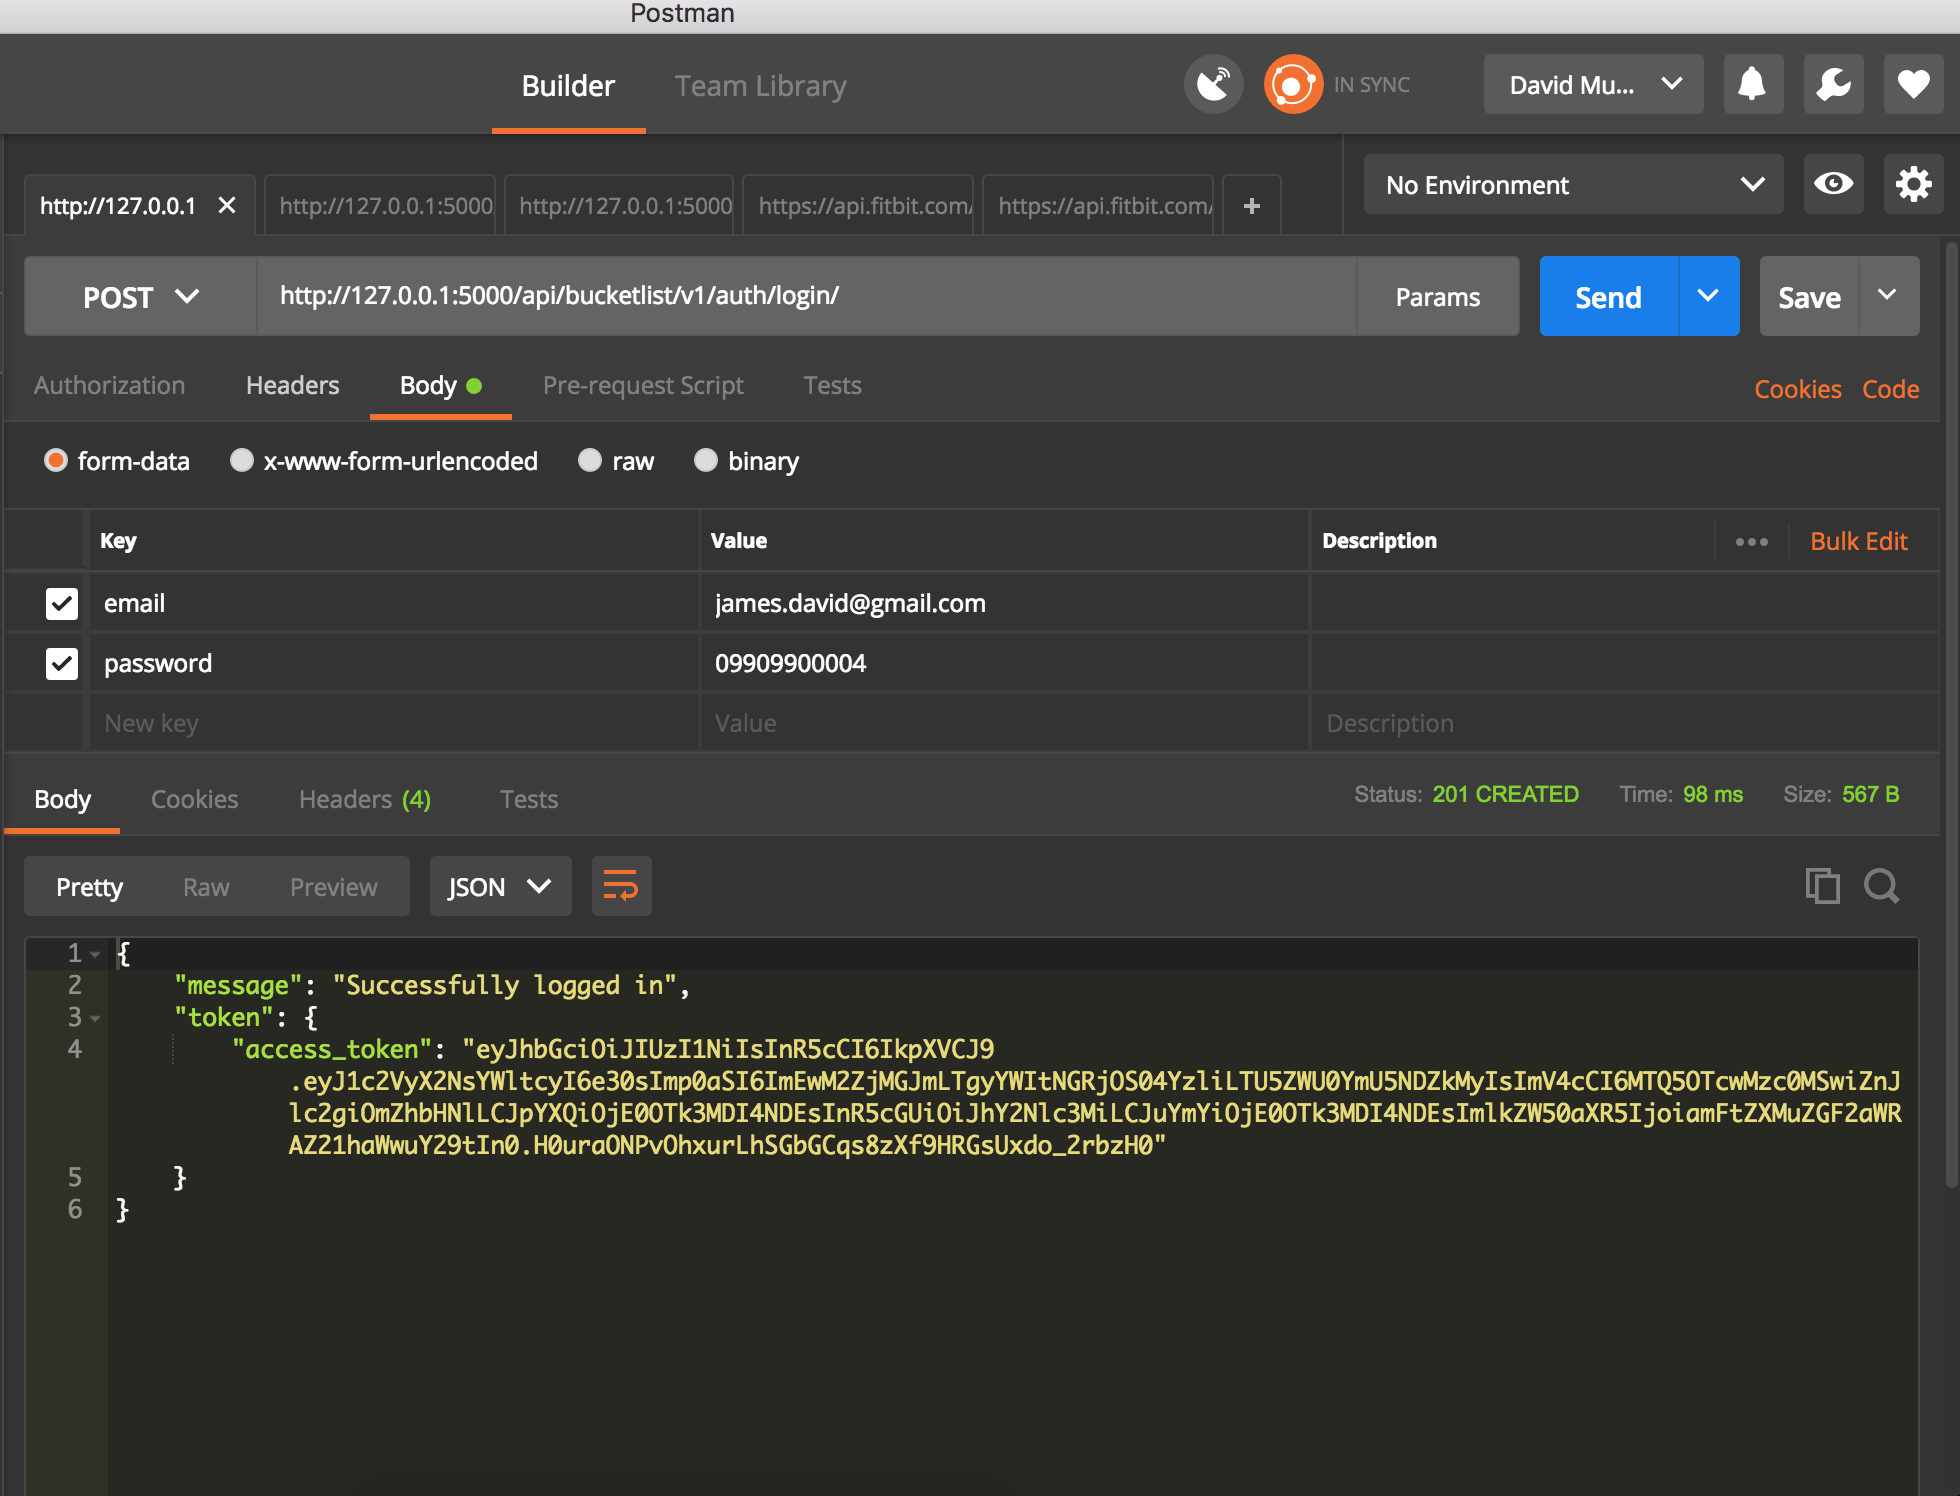 Postman
Builder Team Library IN SYNC David Mu...
http://127.0.0.1 http://127.0.0.1:5000 http://127.0.0.1:5000 https://api.fitbit.com/ https://api.fitbit.com/ + No Environment
POST http://127.0.0.1:5000/api/bucketlist/v1/auth/login/ Params Send Save
Authorization Headers Body Pre-request Script Tests Cookies Code
form-data x-www-form-urlencoded raw binary
Key Value Description ••• Bulk Edit
email james.david@gmail.com
password 09909900004
New key Value Description
Body Cookies Headers (4) Tests Status: 201 CREATED Time: 98 ms Size: 567 B
Pretty Raw Preview JSON
1 {
2 "message": "Successfully logged in",
3 "token": {
4 "access_token": "eyJhbGciOiJIUzI1NiIsInR5cCI6IkpXVCJ9
.eyJ1c2VyX2NsYWltcyI6e30sImp0aSI6ImEwM2ZjMGJmLTgyYWItNGRjOS04YzliLTU5ZWU0YmU5NDZkMyIsImV4cCI6MTQ5OTcwMzc0MSwiZnJ
lc2giOmZhbHNlLCJpYXQiOjE0OTk3MDI4NDEsInR5cGUiOiJhY2Nlc3MiLCJuYmYiOjE0OTk3MDI4NDEsImlkZW50aXR5IjoiamFtZXMuZGF2aWR
AZ21haWwuY29tIn0.H0uraONPvOhxurLhSGbGCqs8zXf9HRGsUxdo_2rbzH0"
5 }
6 }